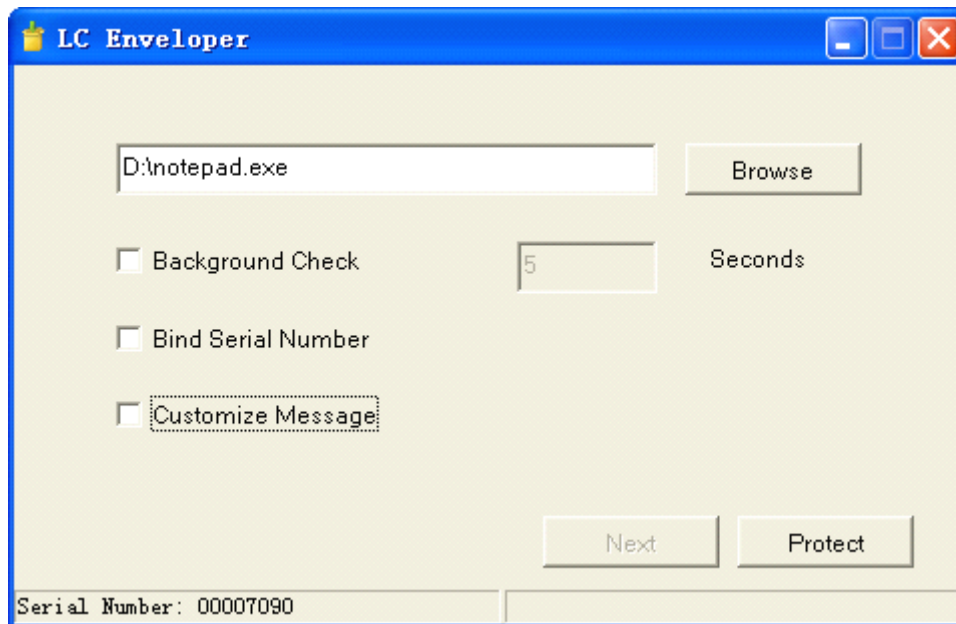 LC Enveloper
D:\notepad.exe
Browse
Background Check
5
Seconds
Bind Serial Number
Customize Message
Next
Protect
Serial Number: 00007090